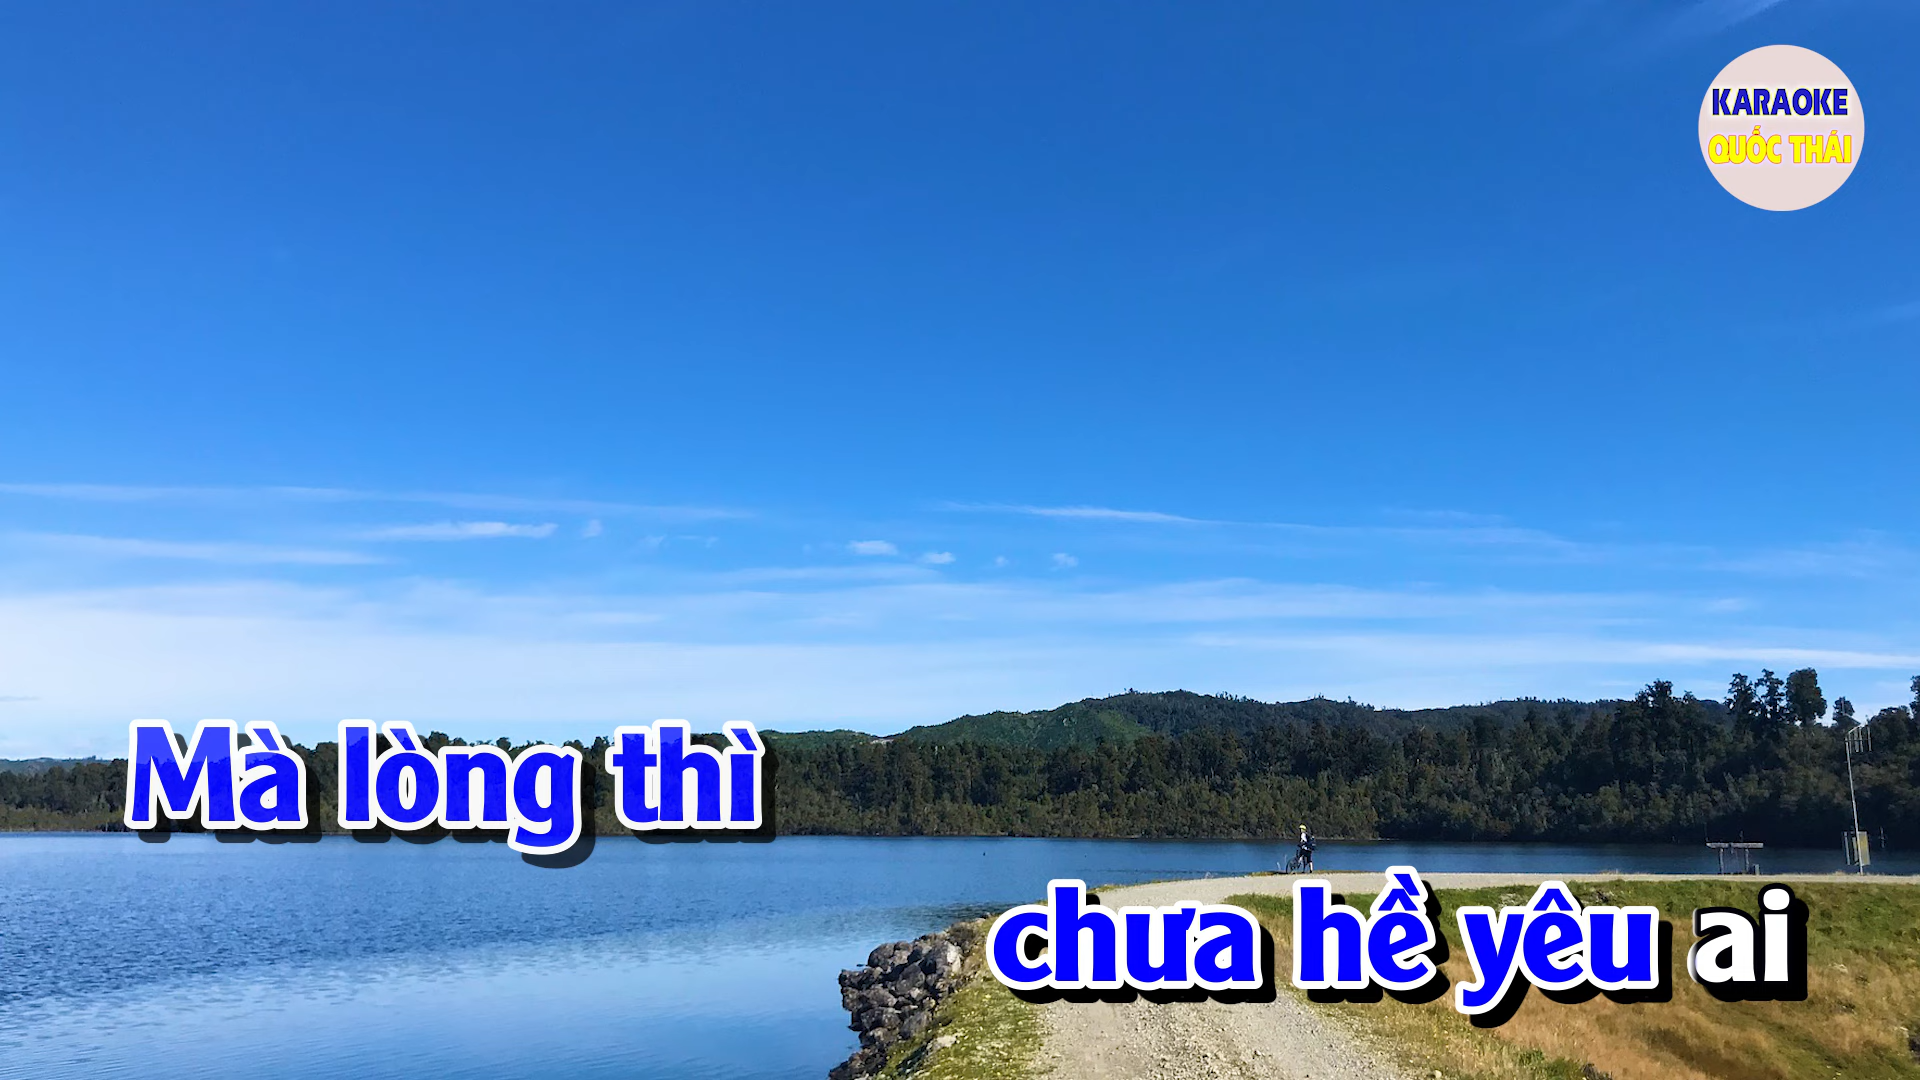 KARAOKE
QUỐC THÁI
Mà lòng thì
chưa hề yêu ai